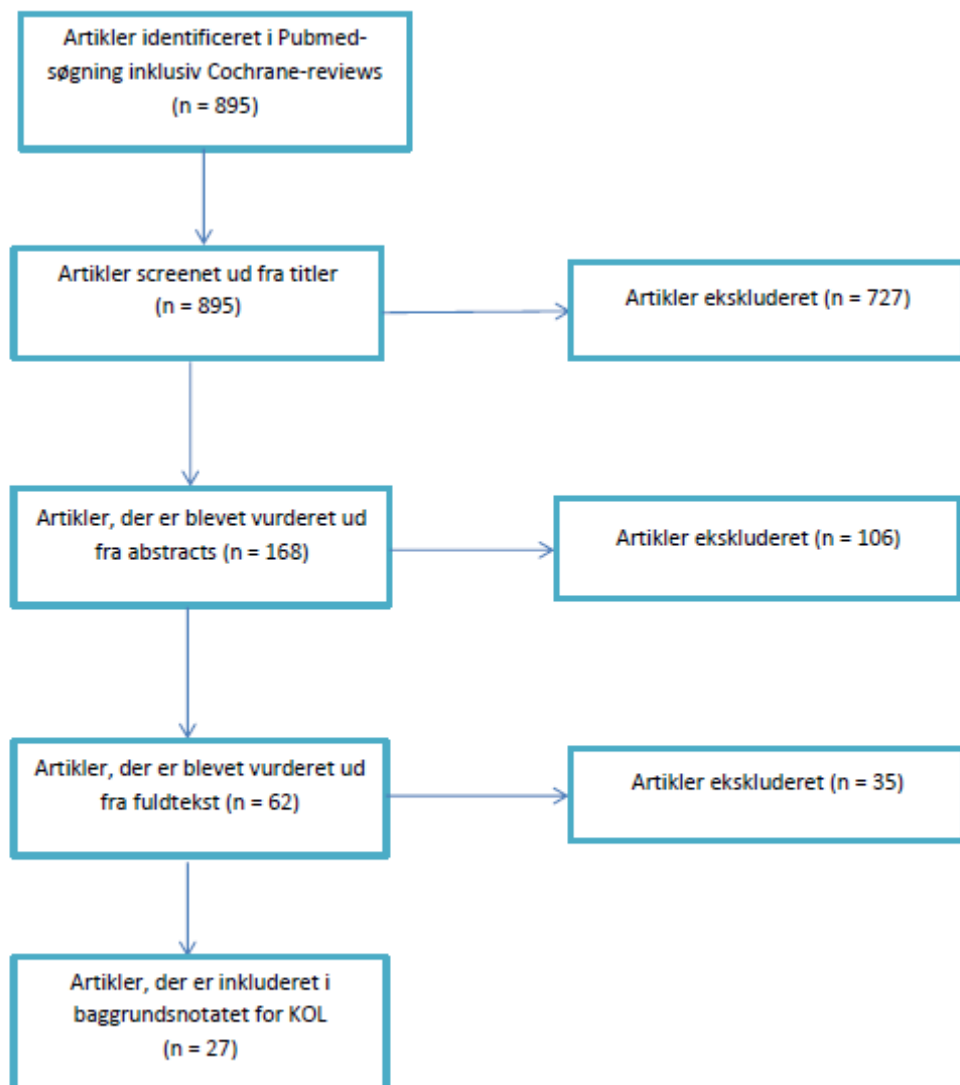 Artikler identificeret i Pubmed-
søgning inklusiv Cochrane-reviews
(n = 895)
Artikler screenet ud fra titler
(n = 895)
Artikler ekskluderet (n = 727)
Artikler, der er blevet vurderet ud
fra abstracts (n = 168)
Artikler ekskluderet (n = 106)
Artikler, der er blevet vurderet ud
fra fuldtekst (n = 62)
Artikler ekskluderet (n = 35)
Artikler, der er inkluderet i
baggrundsnotatet for KOL
(n = 27)